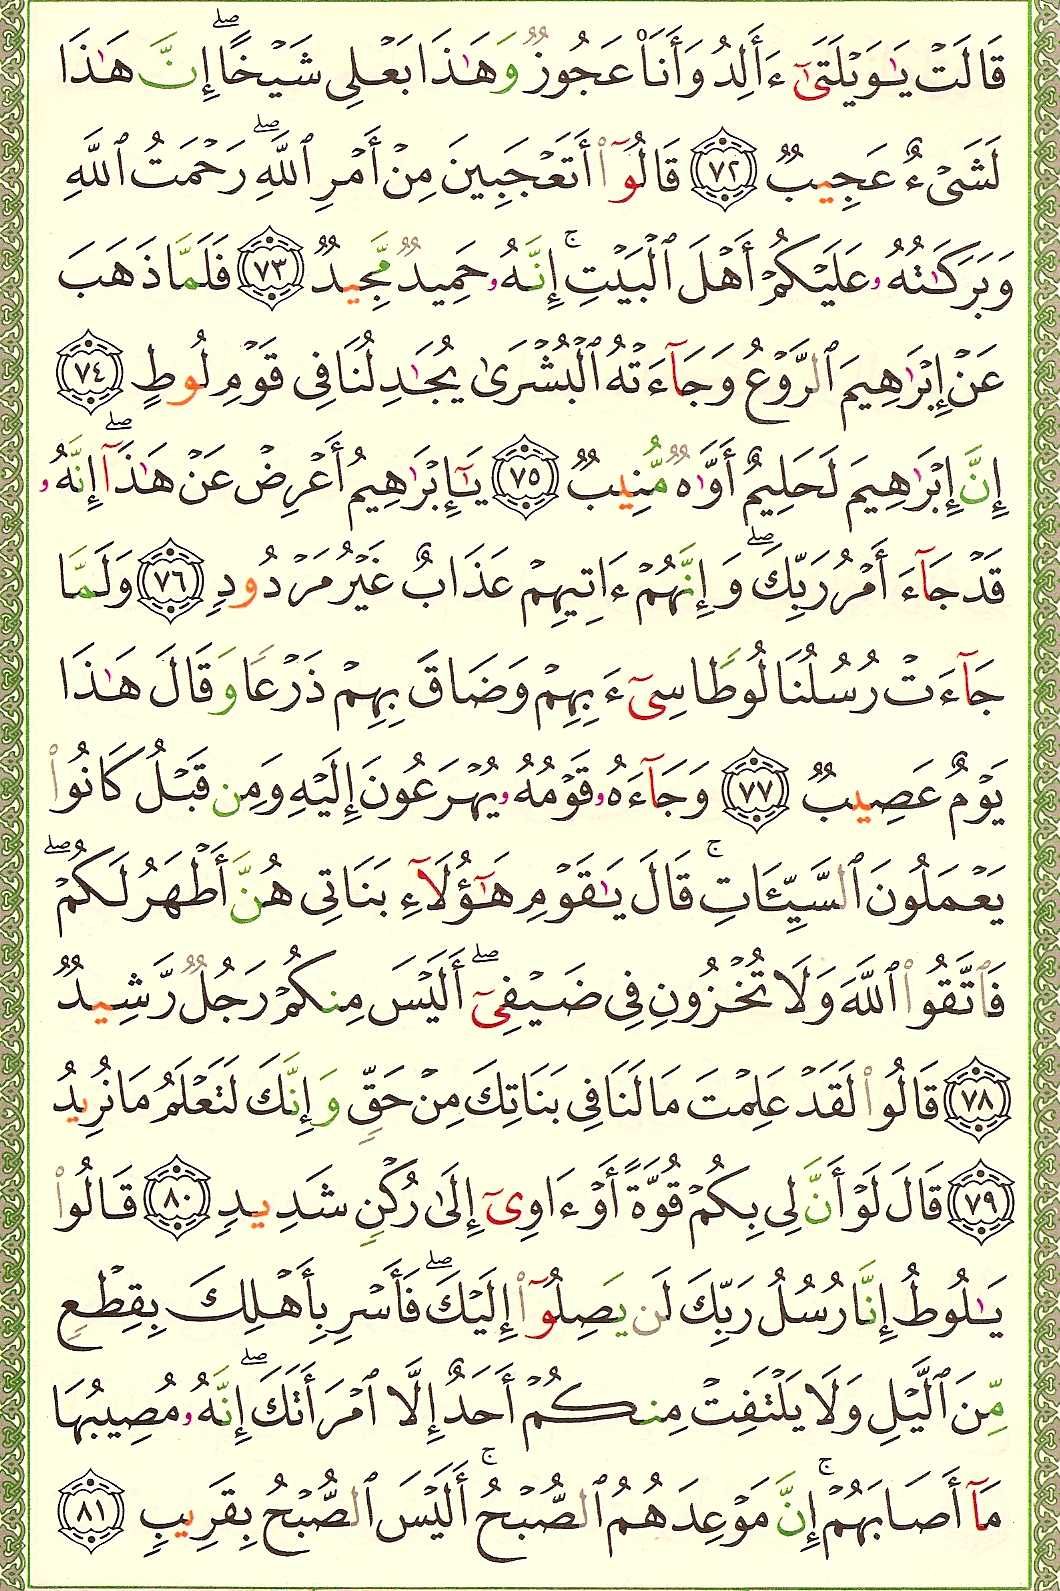 قَالَتْ يَـٰوَيْلَتَىٰٓ ءَأَلِدُ وَأَنَا۠ عَجُوزٌ وَهَـٰذَا بَعْلِى شَيْخًا ۖ إِنَّ هَـٰذَا
لَشَىْءٌ عَجِيبٌ ٧٢ قَالُوٓا۟ أَتَعْجَبِينَ مِنْ أَمْرِ ٱللَّهِ ۖ رَحْمَتُ ٱللَّهِ
وَبَرَكَـٰتُهُۥ عَلَيْكُمْ أَهْلَ ٱلْبَيْتِ ۚ إِنَّهُۥ حَمِيدٌ مَّجِيدٌ ٧٣ فَلَمَّا ذَهَبَ
عَنْ إِبْرَٰهِيمَ ٱلرَّوْعُ وَجَآءَتْهُ ٱلْبُشْرَىٰ يُجَـٰدِلُنَا فِى قَوْمِ لُوطٍ ٧٤
إِنَّ إِبْرَٰهِيمَ لَحَلِيمٌ أَوَّٰهٌ مُّنِيبٌ ٧٥ يَـٰٓإِبْرَٰهِيمُ أَعْرِضْ عَنْ هَـٰذَآ ۖ إِنَّهُۥ
قَدْ جَآءَ أَمْرُ رَبِّكَ ۖ وَإِنَّهُمْ ءَاتِيهِمْ عَذَابٌ غَيْرُ مَرْدُودٍ ٧٦ وَلَمَّا
جَآءَتْ رُسُلُنَا لُوطًا سِىٓءَ بِهِمْ وَضَاقَ بِهِمْ ذَرْعًا وَقَالَ هَـٰذَا
يَوْمٌ عَصِيبٌ ٧٧ وَجَآءَهُۥ قَوْمُهُۥ يُهْرَعُونَ إِلَيْهِ وَمِن قَبْلُ كَانُوا۟
يَعْمَلُونَ ٱلسَّيِّـَٔاتِ ۚ قَالَ يَـٰقَوْمِ هَـٰٓؤُلَآءِ بَنَاتِى هُنَّ أَطْهَرُ لَكُمْ ۖ
فَٱتَّقُوا۟ ٱللَّهَ وَلَا تُخْزُونِ فِى ضَيْفِىٓ ۖ أَلَيْسَ مِنكُمْ رَجُلٌ رَّشِيدٌ
٧٨ قَالُوا۟ لَقَدْ عَلِمْتَ مَا لَنَا فِى بَنَاتِكَ مِنْ حَقٍّ وَإِنَّكَ لَتَعْلَمُ مَا نُرِيدُ
٧٩ قَالَ لَوْ أَنَّ لِى بِكُمْ قُوَّةً أَوْ ءَاوِىٓ إِلَىٰ رُكْنٍ شَدِيدٍ ٨٠ قَالُوا۟
يَـٰلُوطُ إِنَّا رُسُلُ رَبِّكَ لَن يَصِلُوٓا۟ إِلَيْكَ ۖ فَأَسْرِ بِأَهْلِكَ بِقِطْعٍ
مِّنَ ٱلَّيْلِ وَلَا يَلْتَفِتْ مِنكُمْ أَحَدٌ إِلَّا ٱمْرَأَتَكَ ۖ إِنَّهُۥ مُصِيبُهَا
مَآ أَصَابَهُمْ ۚ إِنَّ مَوْعِدَهُمُ ٱلصُّبْحُ ۚ أَلَيْسَ ٱلصُّبْحُ بِقَرِيبٍ ٨١